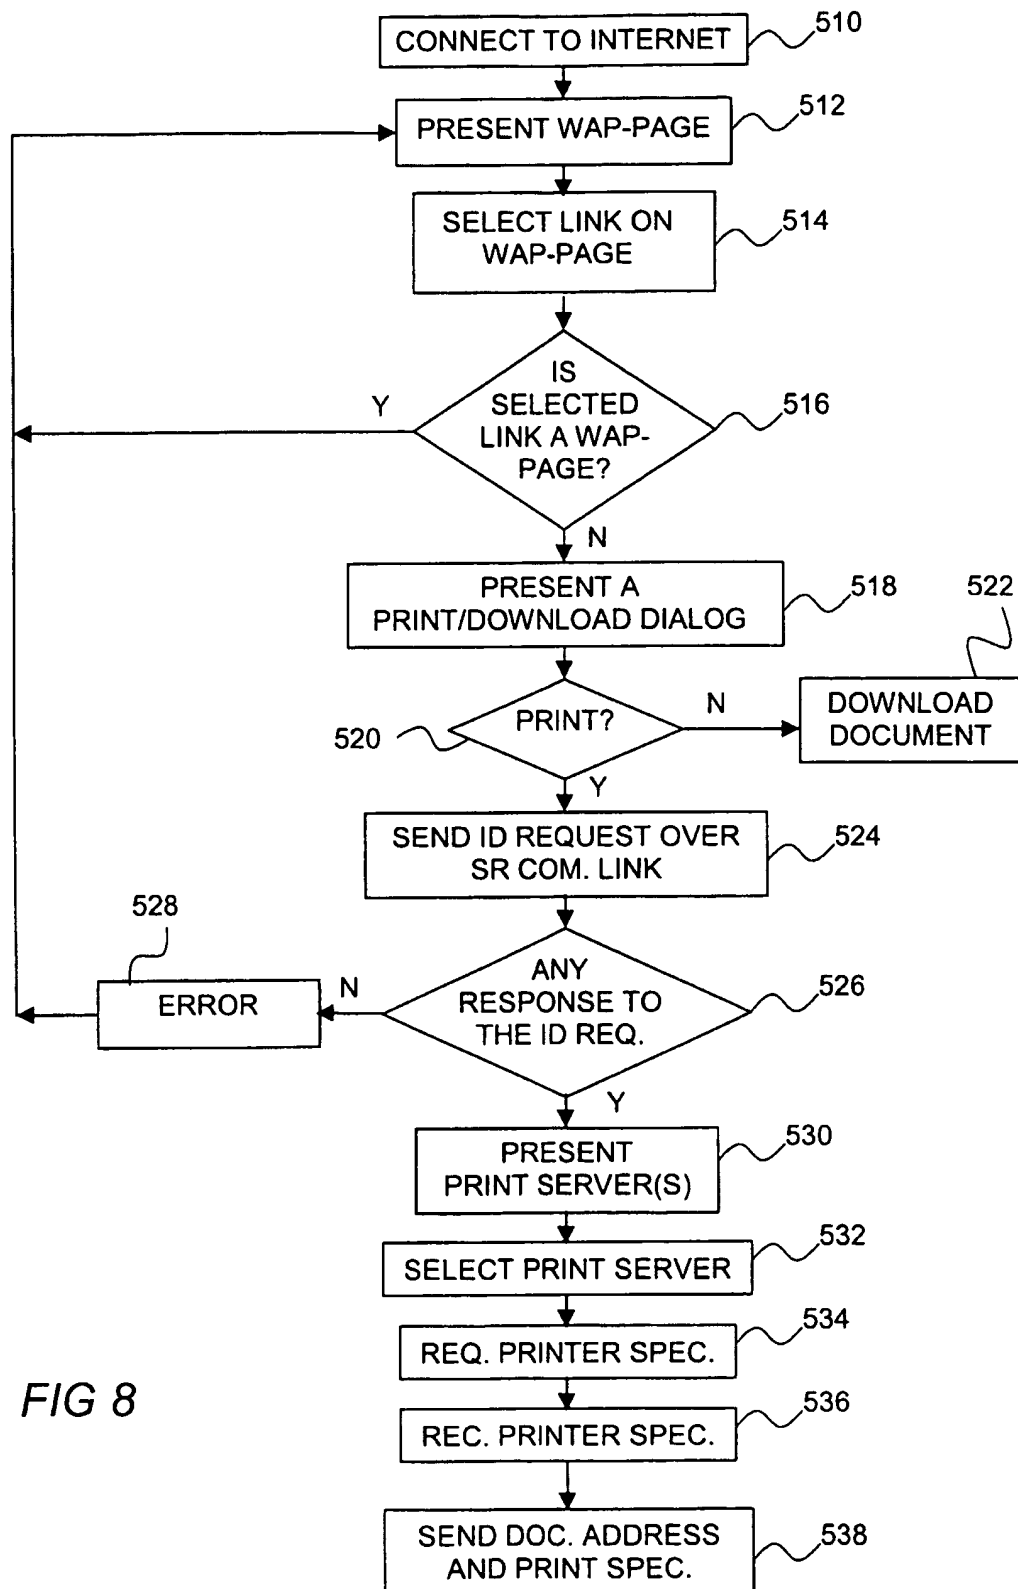 CONNECT TO INTERNET
510
PRESENT WAP-PAGE
512
SELECT LINK ON
WAP-PAGE
514
IS
SELECTED
LINK A WAP-
PAGE?
516
Y
N
PRESENT A
PRINT/DOWNLOAD DIALOG
518
522
PRINT?
520
N
DOWNLOAD
DOCUMENT
Y
SEND ID REQUEST OVER
SR COM. LINK
524
528
ERROR
N
ANY
RESPONSE TO
THE ID REQ.
526
Y
PRESENT
PRINT SERVER(S)
530
SELECT PRINT SERVER
532
REQ. PRINTER SPEC.
534
REC. PRINTER SPEC.
536
FIG 8
SEND DOC. ADDRESS
AND PRINT SPEC.
538